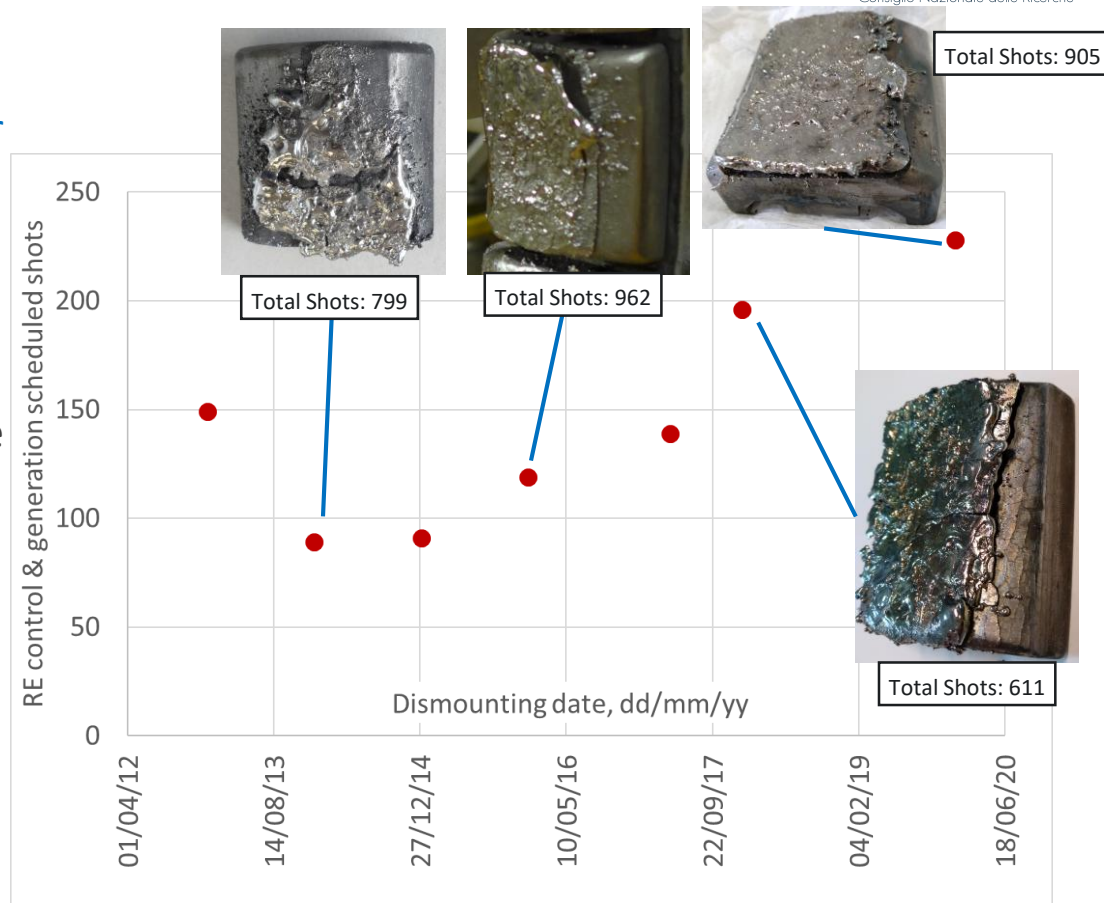 Total Shots: 905
Total Shots: 799
Total Shots: 962
Total Shots: 611
RE control & generation scheduled shots
250
200
150
100
50
0
Dismounting date, dd/mm/yy
01/04/12
14/08/13
27/12/14
10/05/16
22/09/17
04/02/19
18/06/20